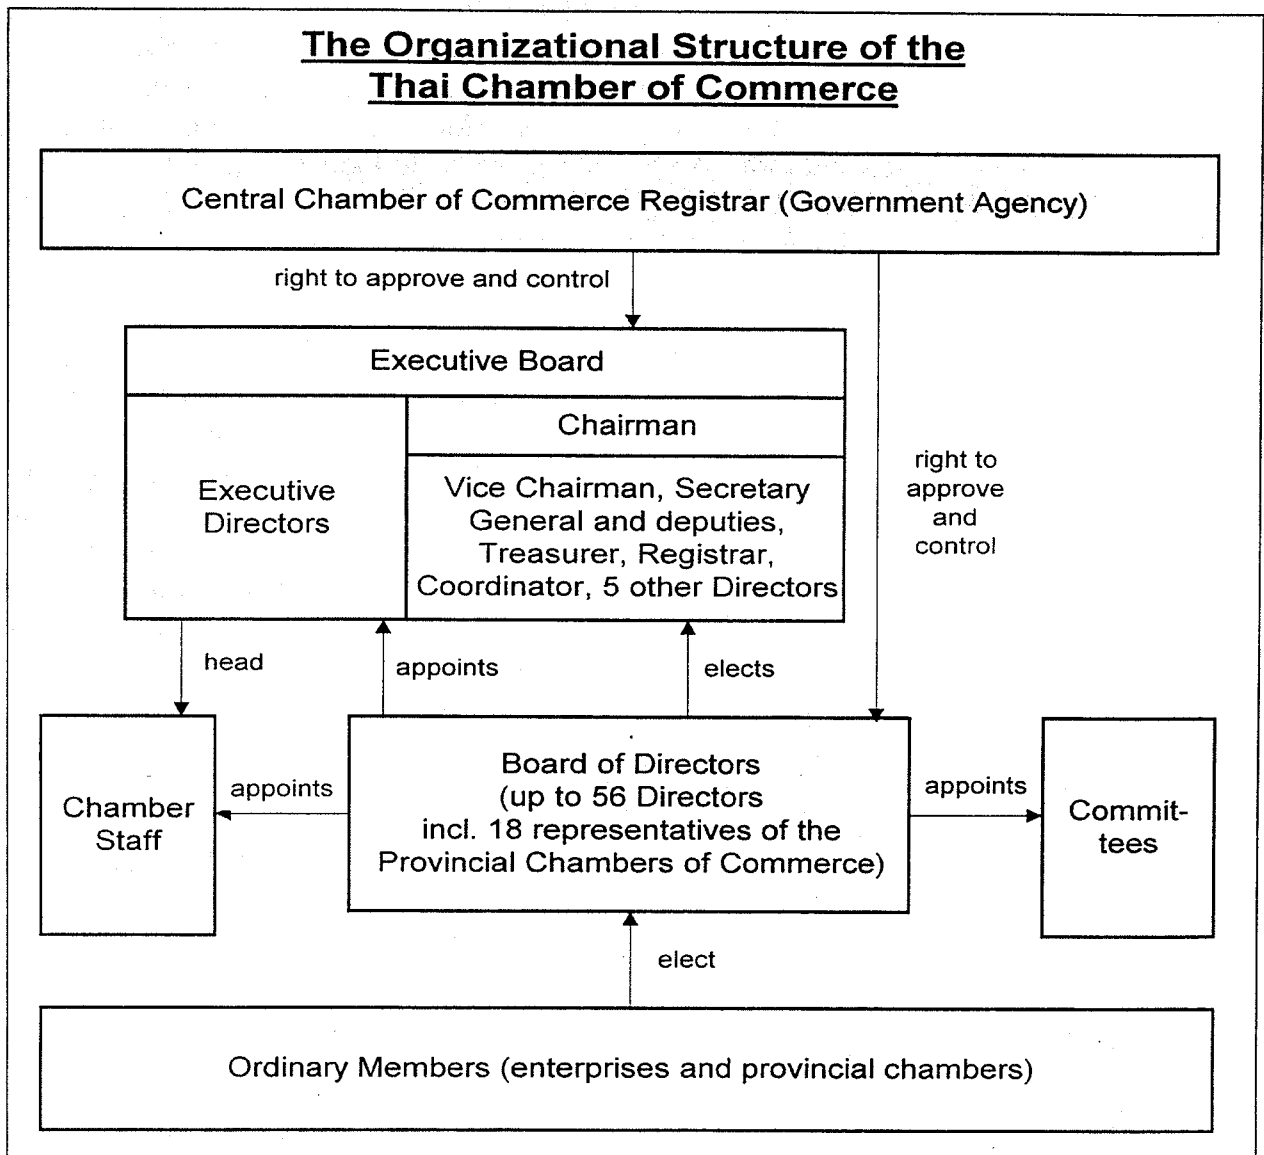 The Organizational Structure of the
Thai Chamber of Commerce
Central Chamber of Commerce Registrar (Government Agency)
right to approve and control
Executive Board
Executive
Directors
Chairman
Vice Chairman, Secretary
General and deputies,
Treasurer, Registrar,
Coordinator, 5 other Directors
right to
approve
and
control
head
appoints
elects
Chamber
Staff
appoints
Board of Directors
(up to 56 Directors
incl. 18 representatives of the
Provincial Chambers of Commerce)
appoints
Commit-
tees
elect
Ordinary Members (enterprises and provincial chambers)